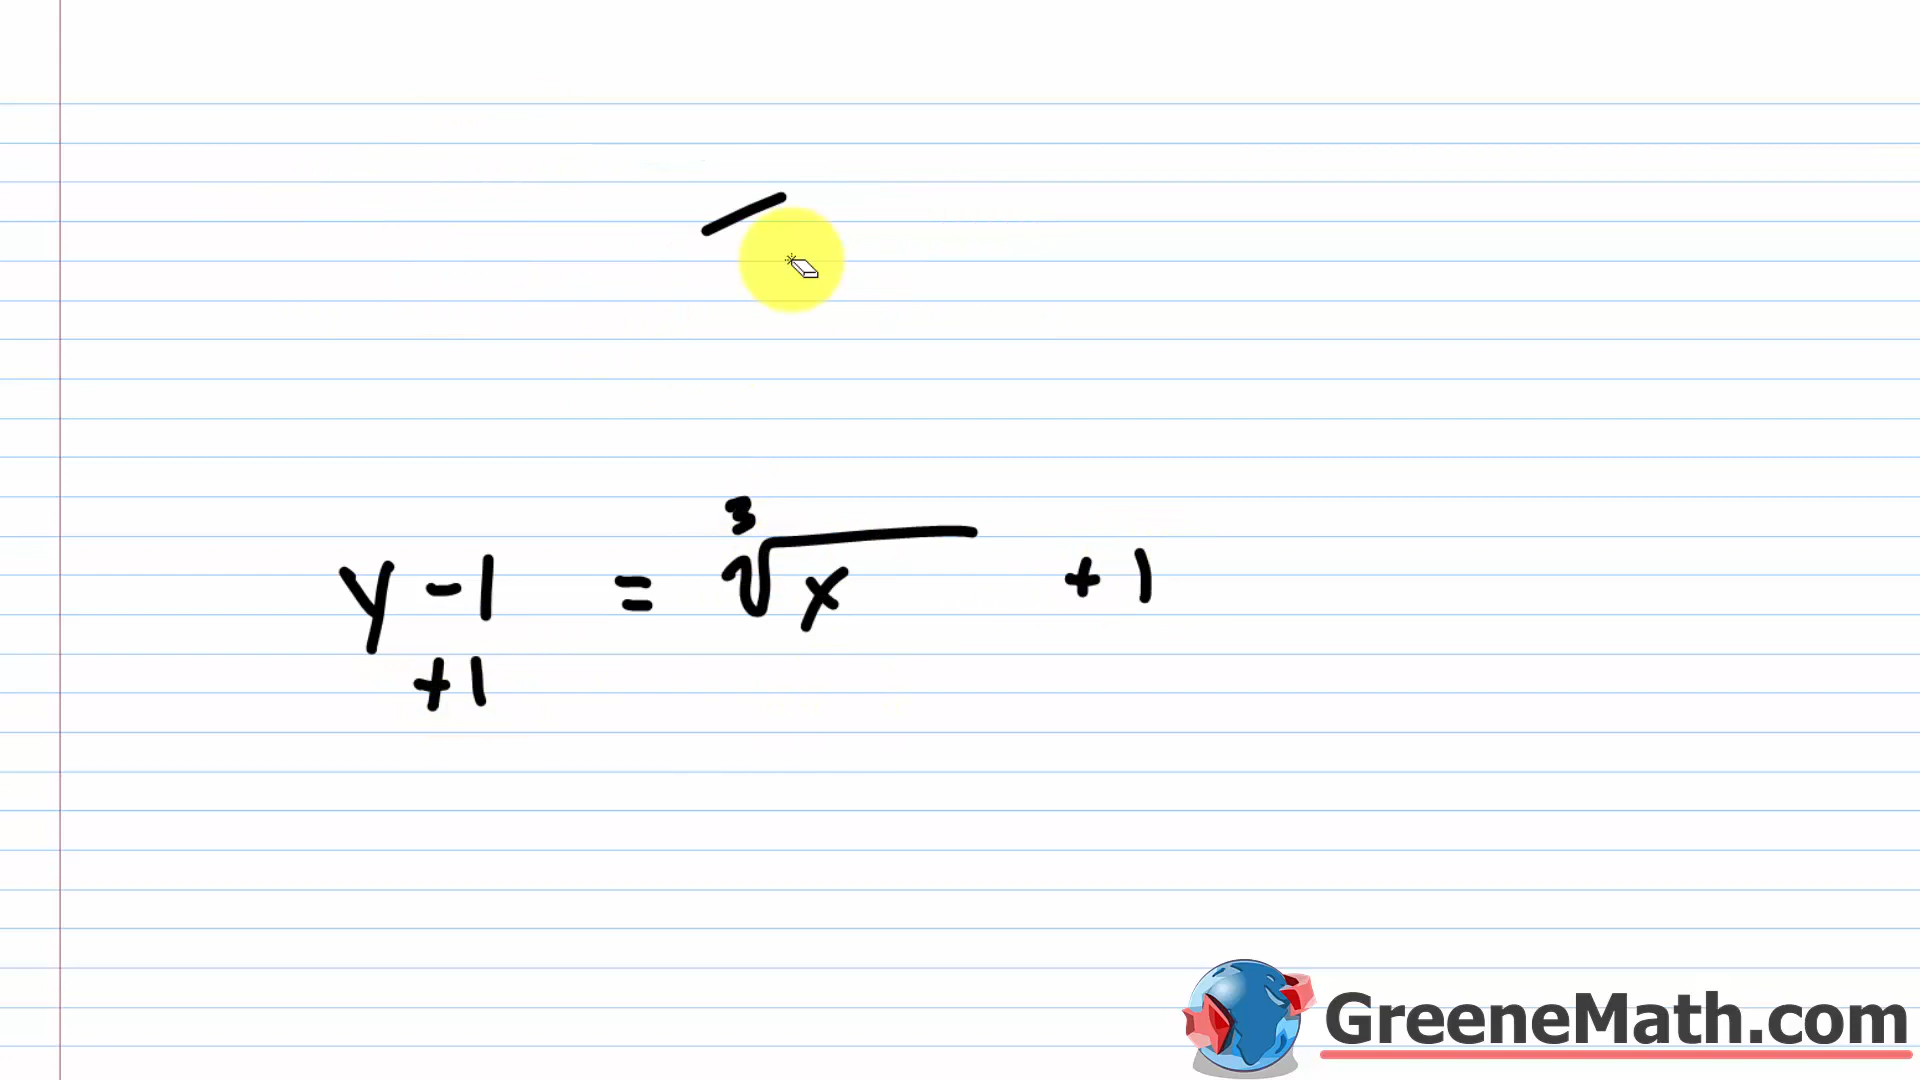 y - 1 = ∛x + 1
+ 1
GreeneMath.com